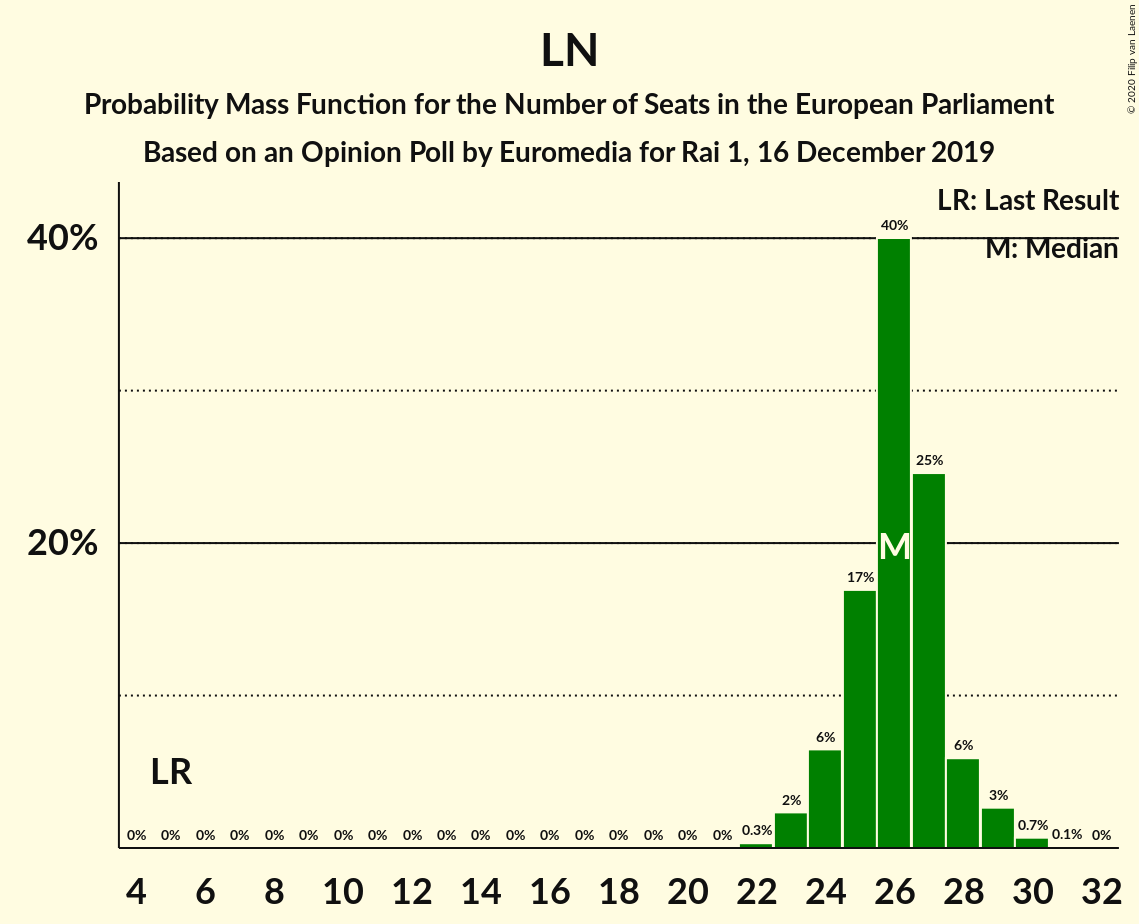 LN
Probability Mass Function for the Number of Seats in the European Parliament
Based on an Opinion Poll by Euromedia for Rai 1, 16 December 2019
© 2020 Filip van Laenen
LR: Last Result
M: Median
40%
20%
40%
25%
M
17%
6%
6%
LR
2%
3%
0% 0% 0% 0% 0% 0% 0% 0% 0% 0% 0% 0% 0% 0% 0% 0% 0% 0% 0.3% 0.7% 0.1% 0%
4 6 8 10 12 14 16 18 20 22 24 26 28 30 32